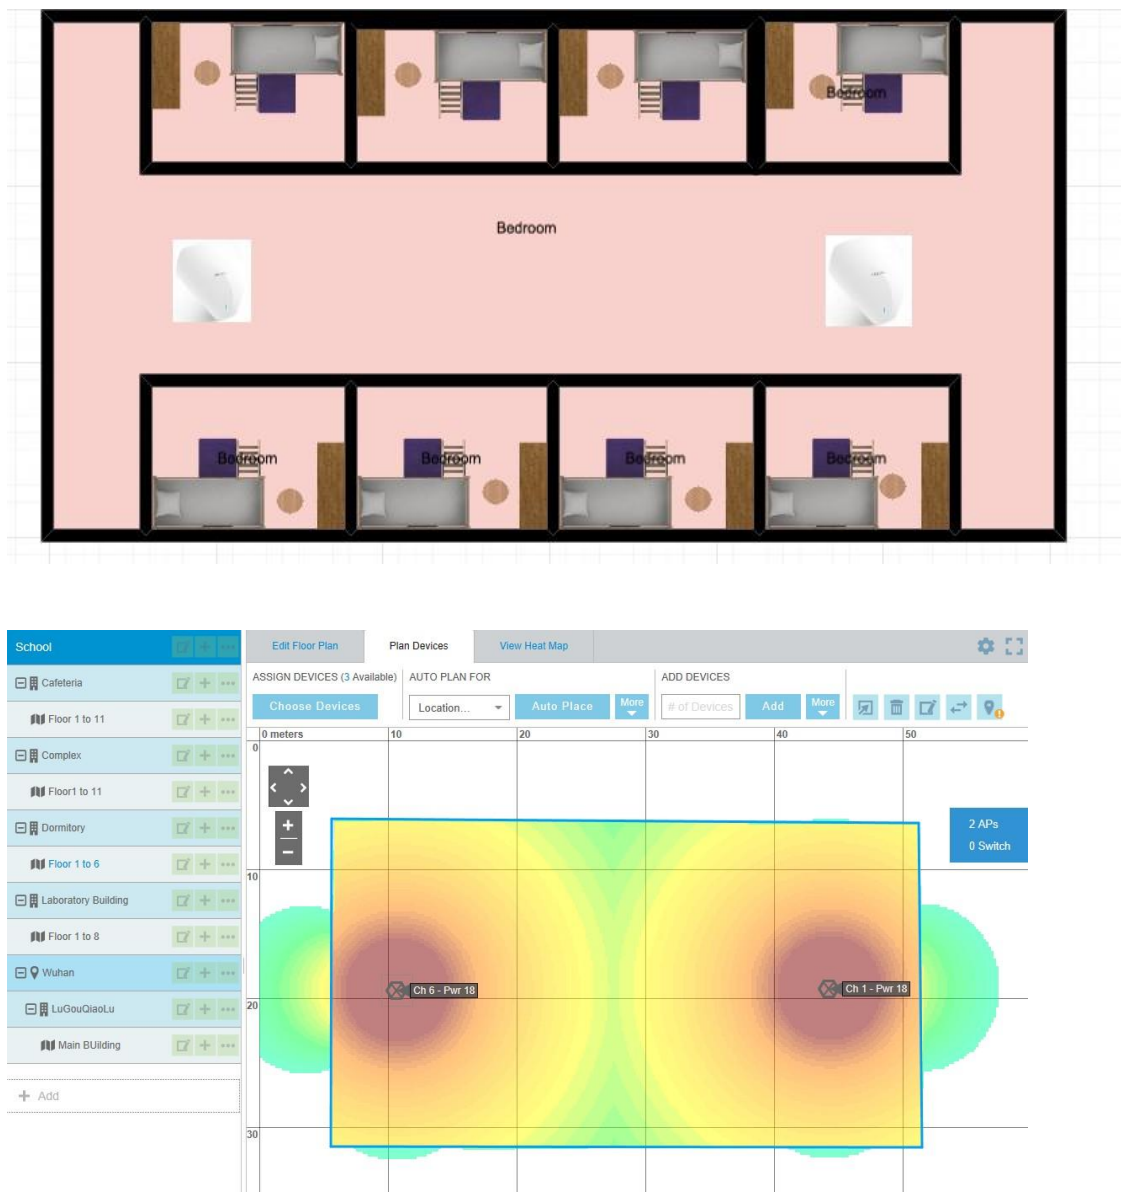 Bedroom
Bedroom
Bedroom
Bedroom
Bedroom
Bedroom
School
Edit Floor Plan
Plan Devices
View Heat Map
ASSIGN DEVICES (3 Available)
AUTO PLAN FOR
ADD DEVICES
Choose Devices
Location...
Auto Place
More
# of Devices
Add
More
Cafeteria
Floor 1 to 11
Complex
Floor1 to 11
Dormitory
Floor 1 to 6
Laboratory Building
Floor 1 to 8
Wuhan
LuGouQiaoLu
Main BUilding
+ Add
0 meters 10 20 30 40 50
0
10
20
30
+
−
2 APs
0 Switch
Ch 6 - Pwr 18
Ch 1 - Pwr 18